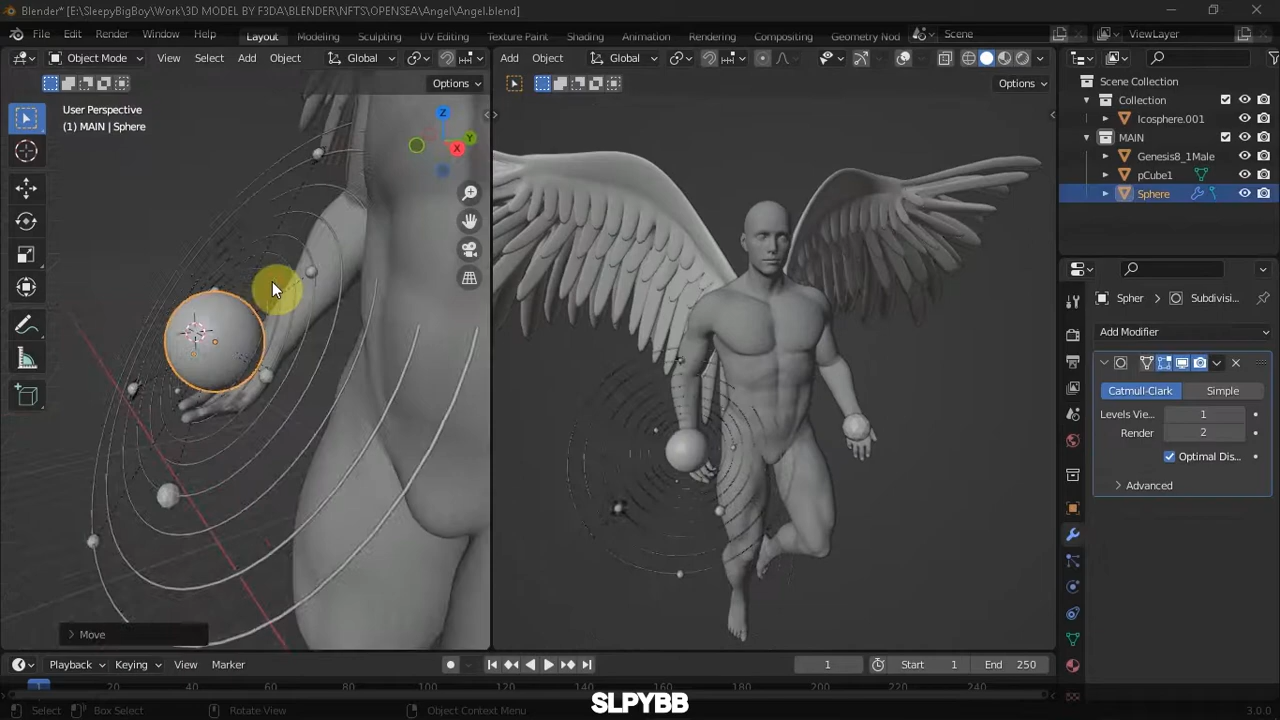 Blender* [E:\SleepyBigBoy\Work\3D MODEL BY F3DA\BLENDER\NFTS\OPENSEA\Angel\Angel.blend]
File Edit Render Window Help Layout Modeling Sculpting UV Editing Texture Paint Shading Animation Rendering Compositing Geometry Nod Scene ViewLayer
Object Mode View Select Add Object Global Add Object Global
Options Options
User Perspective
(1) MAIN | Sphere
Z
Y
X
Scene Collection
Collection
Icosphere.001
MAIN
Genesis8_1Male
pCube1
Sphere
Spher Subdivisi..
Add Modifier
Catmull-Clark Simple
Levels Vie... 1
Render 2
Optimal Dis...
Advanced
Move
Playback Keying View Marker 1 Start 1 End 250
1 20 40 60 80 100 120 140 160 180 200 220 240
Select Box Select Rotate View Object Context Menu 3.0.0
SLPYBB